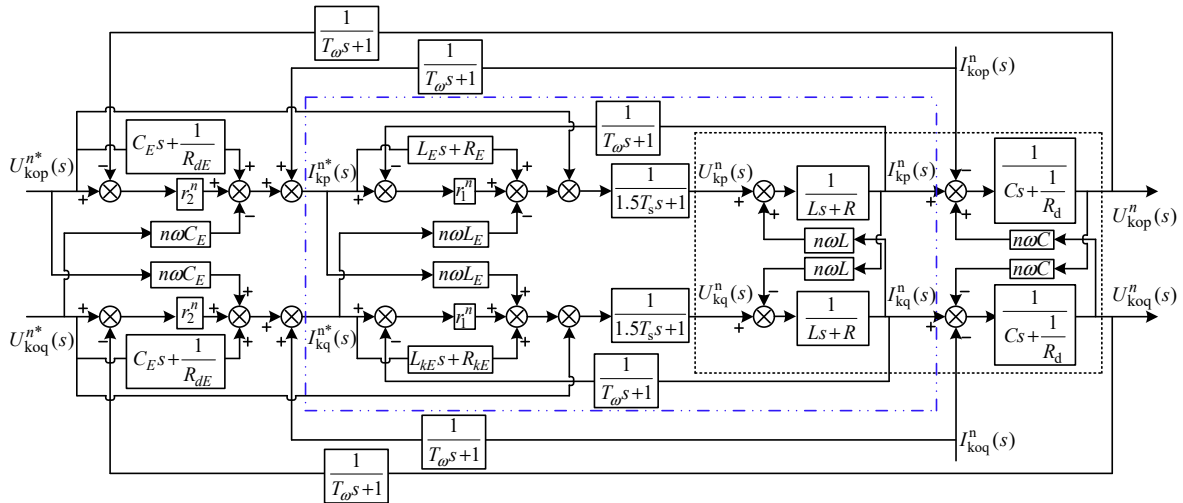 1/(T_ω s+1)
1/(T_ω s+1)
I_kop^n(s)
C_E s+1/R_dE
L_E s+R_E
1/(T_ω s+1)
U_kop^n*(s)
I_kp^n*(s)
U_kp^n(s)
I_kp^n(s)
r_2^n
r_1^n
1/(1.5T_s s+1)
1/(Ls+R)
1/(Cs+1/R_d)
U_kop^n(s)
nωC_E
nωL_E
nωL
nωC
nωC_E
nωL_E
nωL
nωC
U_kq^n(s)
I_kq^n(s)
r_2^n
r_1^n
1/(1.5T_s s+1)
1/(Ls+R)
1/(Cs+1/R_d)
U_koq^n(s)
U_koq^n*(s)
I_kq^n*(s)
C_E s+1/R_dE
L_kE s+R_kE
1/(T_ω s+1)
1/(T_ω s+1)
I_koq^n(s)
1/(T_ω s+1)